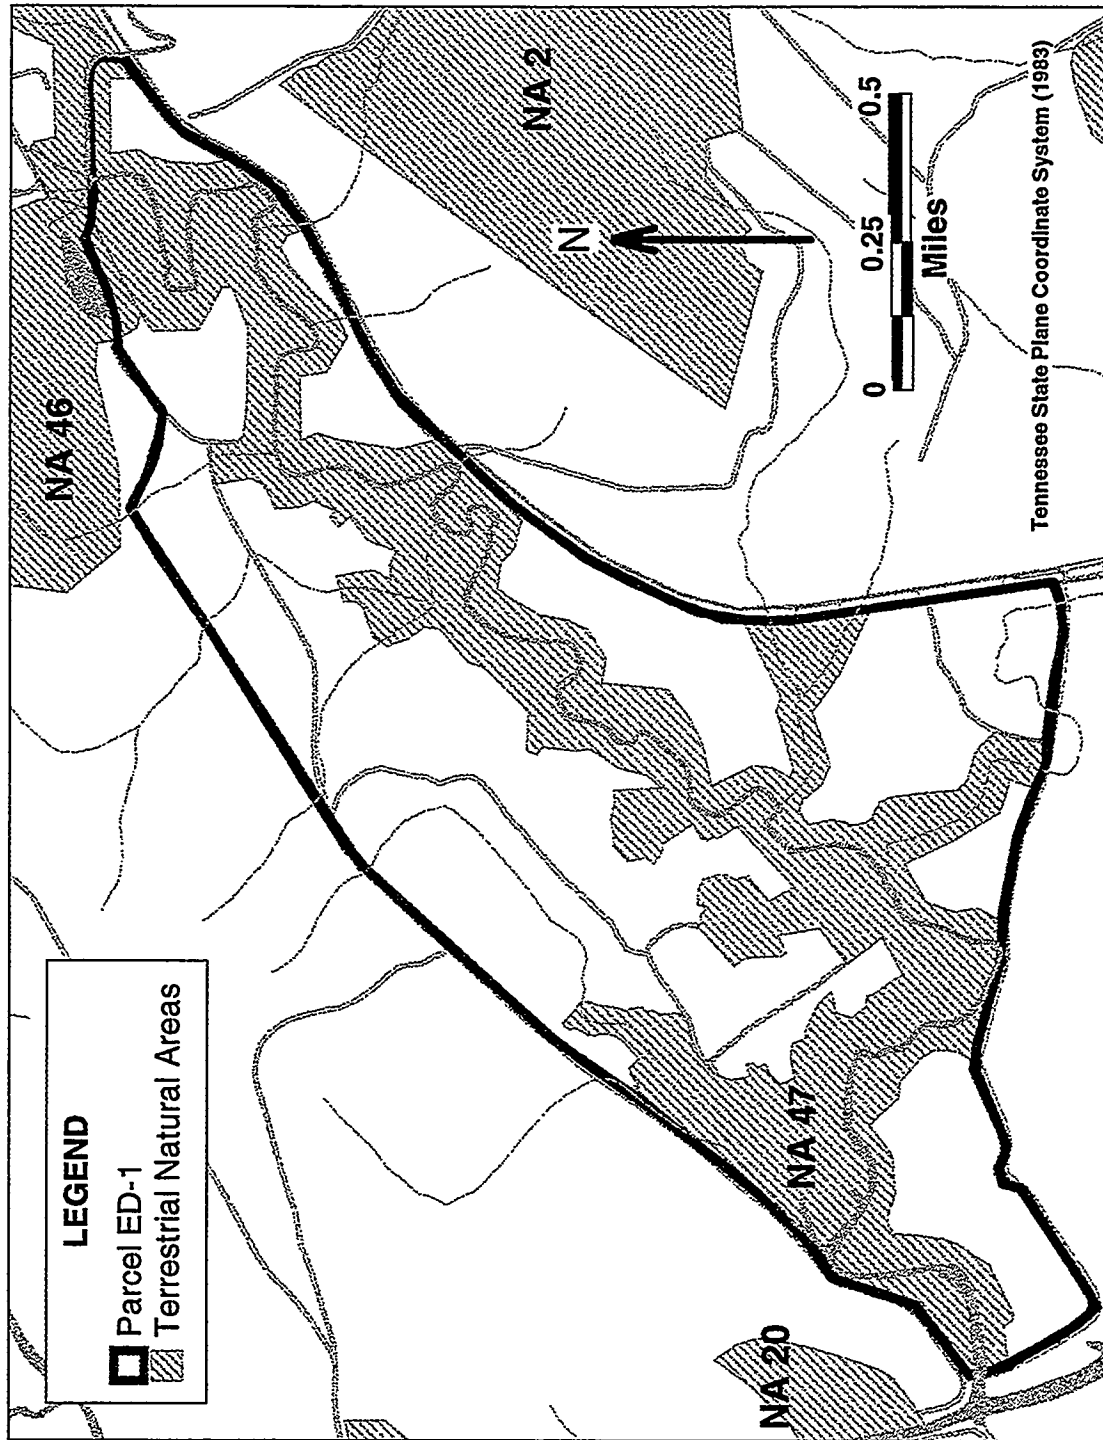 LEGEND
Parcel ED-1
Terrestrial Natural Areas
NA 46
NA 2
N
NA 47
NA 20
0 0.25 0.5
Miles
Tennessee State Plane Coordinate System (1983)